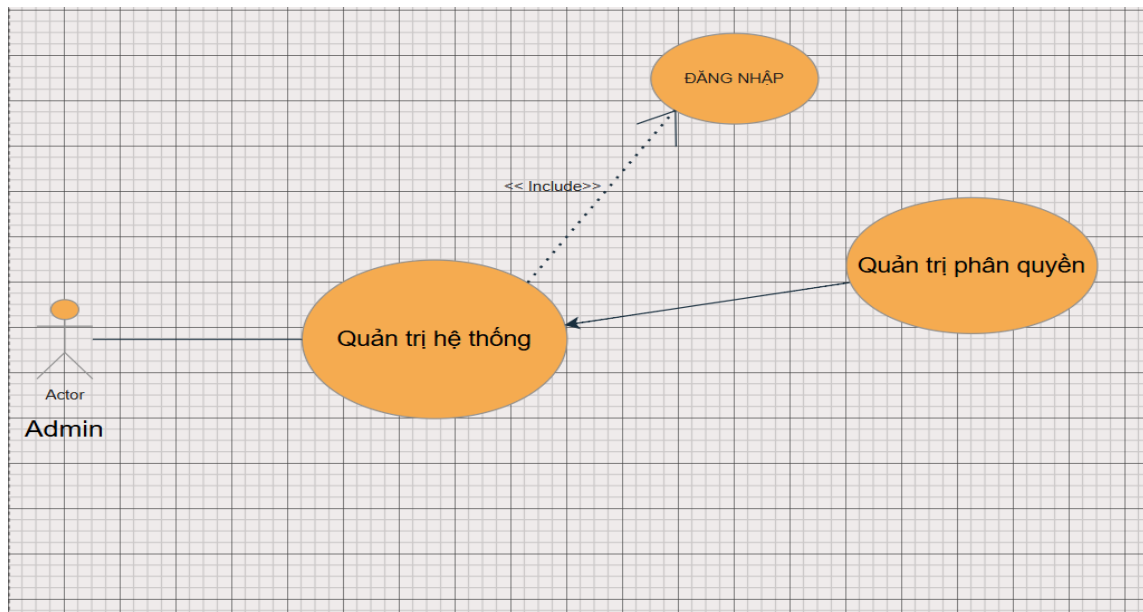 ĐĂNG NHẬP
<< Include>>
Quản trị phân quyền
Quản trị hệ thống
Actor
Admin